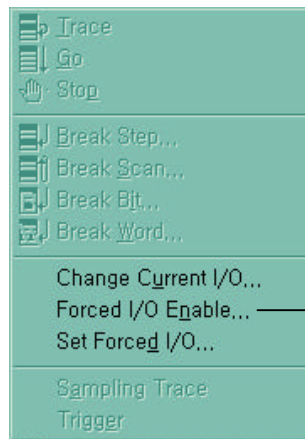 Trace
Go
Stop
Break Step...
Break Scan...
Break Bit...
Break Word...
Change Current I/O...
Forced I/O Enable...
Set Forced I/O...
Sampling Trace
Trigger